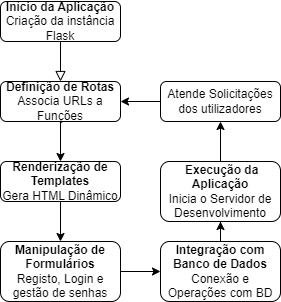 Início da Aplicação
Criação da instância
Flask
Definição de Rotas
Associa URLs a
Funções
Atende Solicitações
dos utilizadores
Renderização de
Templates
Gera HTML Dinâmico
Execução da
Aplicação
Inicia o Servidor de
Desenvolvimento
Manipulação de
Formulários
Registo, Login e
gestão de senhas
Integração com
Banco de Dados
Conexão e
Operações com BD